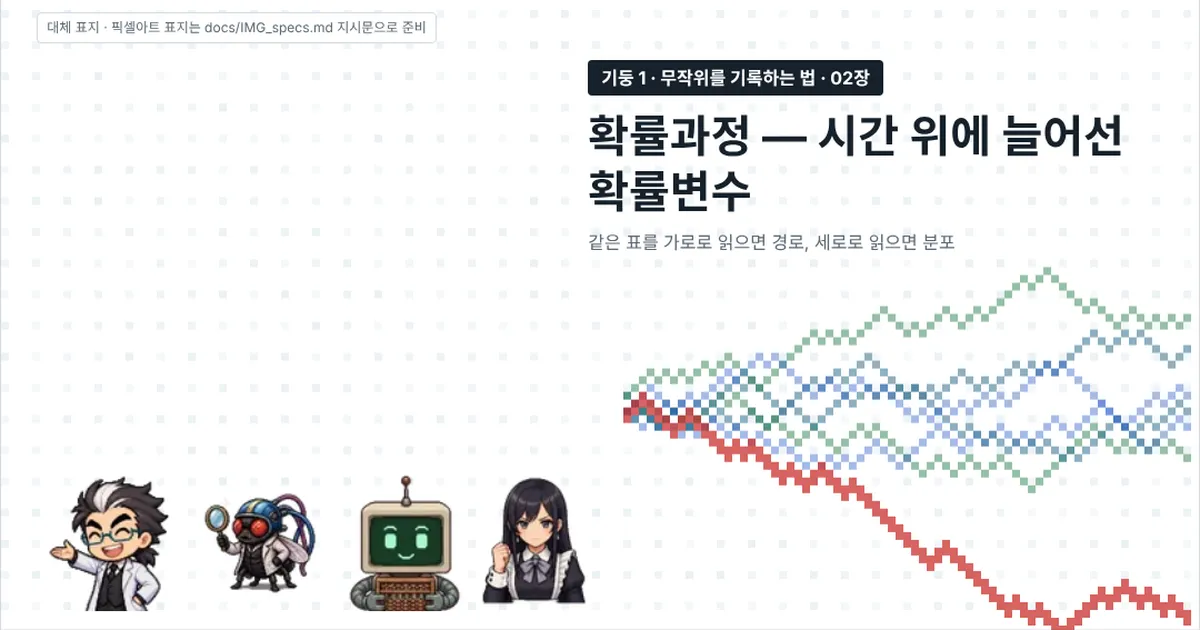 대체 표지 · 픽셀아트 표지는 docs/IMG_specs.md 지시문으로 준비
기둥 1 · 무작위를 기록하는 법 · 02장
확률과정 — 시간 위에 늘어선
확률변수
같은 표를 가로로 읽으면 경로, 세로로 읽으면 분포